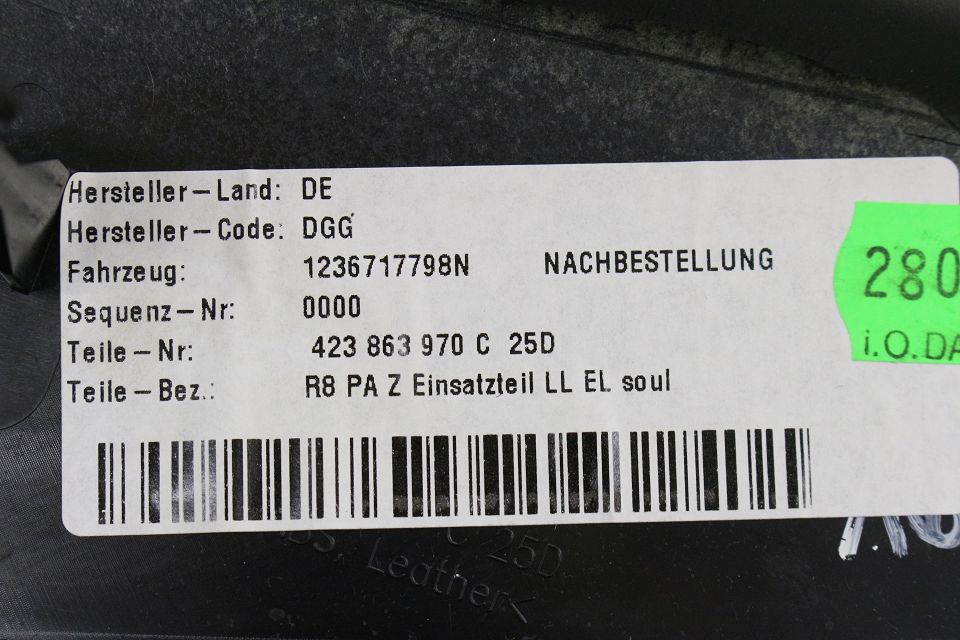 Hersteller-Land: DE
Hersteller-Code: DGG
Fahrzeug: 1236717798N NACHBESTELLUNG
Sequenz-Nr: 0000
Teile-Nr: 423 863 970 C 25D
Teile-Bez.: R8 PA Z Einsatzteil LL EL soul
280
i.O.DA
C 25D
Leather<